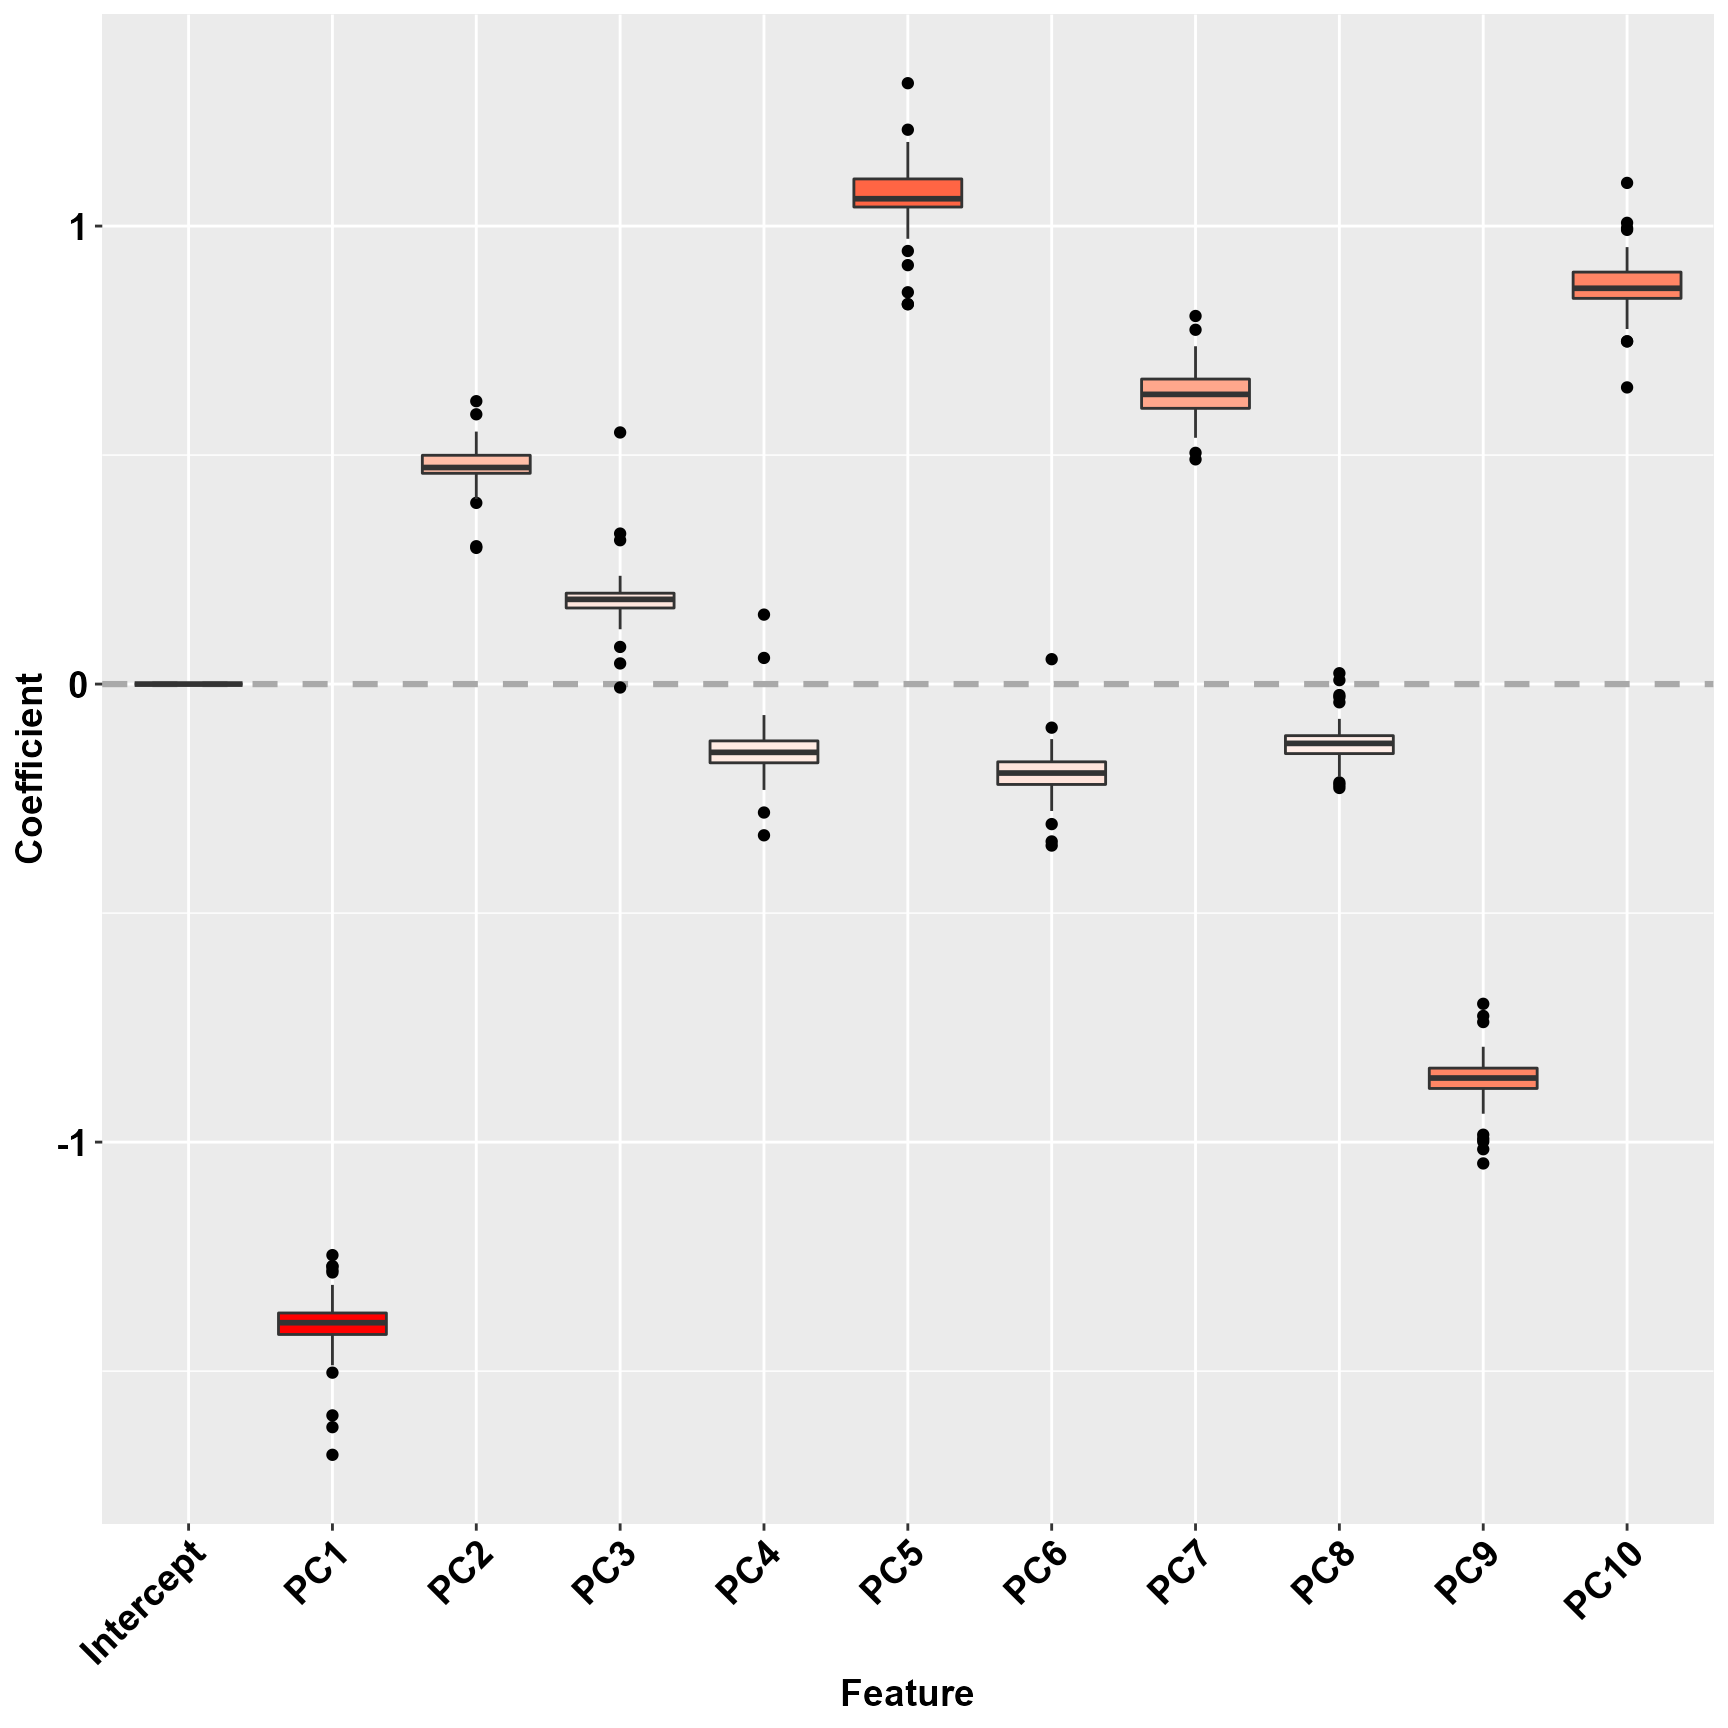 Coefficient
1
0
-1
Intercept
PC1
PC2
PC3
PC4
PC5
PC6
PC7
PC8
PC9
PC10
Feature